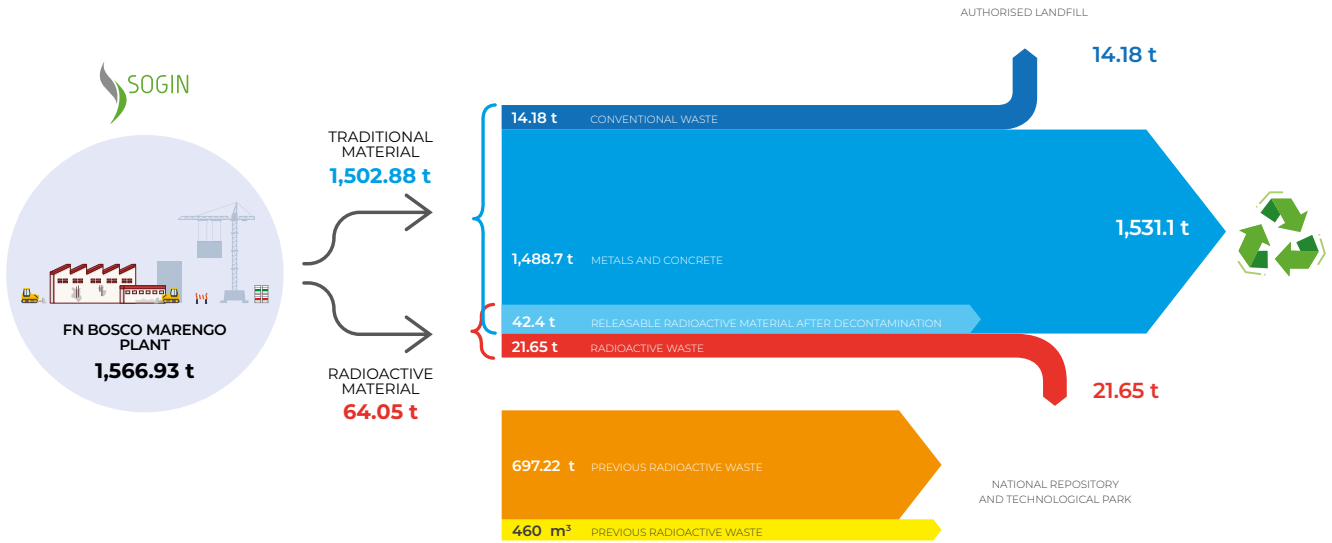 AUTHORISED LANDFILL
14.18 t
SOGIN
TRADITIONAL
MATERIAL
1,502.88 t
14.18 t CONVENTIONAL WASTE
1,531.1 t
1,488.7 t METALS AND CONCRETE
42.4 t RELEASABLE RADIOACTIVE MATERIAL AFTER DECONTAMINATION
21.65 t RADIOACTIVE WASTE
FN BOSCO MARENGO
PLANT
1,566.93 t
RADIOACTIVE
MATERIAL
64.05 t
21.65 t
697.22 t PREVIOUS RADIOACTIVE WASTE
NATIONAL REPOSITORY
AND TECHNOLOGICAL PARK
460 m³ PREVIOUS RADIOACTIVE WASTE